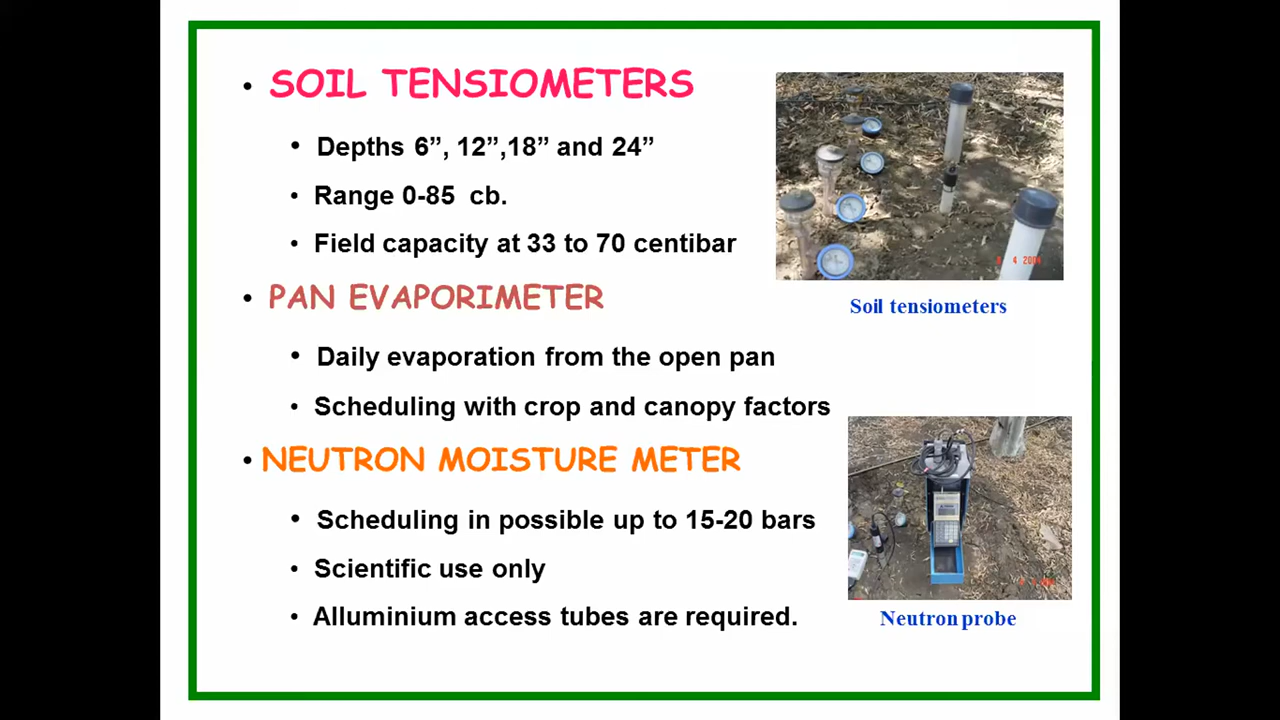 • SOIL TENSIOMETERS
• Depths 6”, 12”,18” and 24”
• Range 0-85 cb.
• Field capacity at 33 to 70 centibar
Soil tensiometers
• PAN EVAPORIMETER
• Daily evaporation from the open pan
• Scheduling with crop and canopy factors
• NEUTRON MOISTURE METER
• Scheduling in possible up to 15-20 bars
• Scientific use only
• Alluminium access tubes are required.
Neutron probe